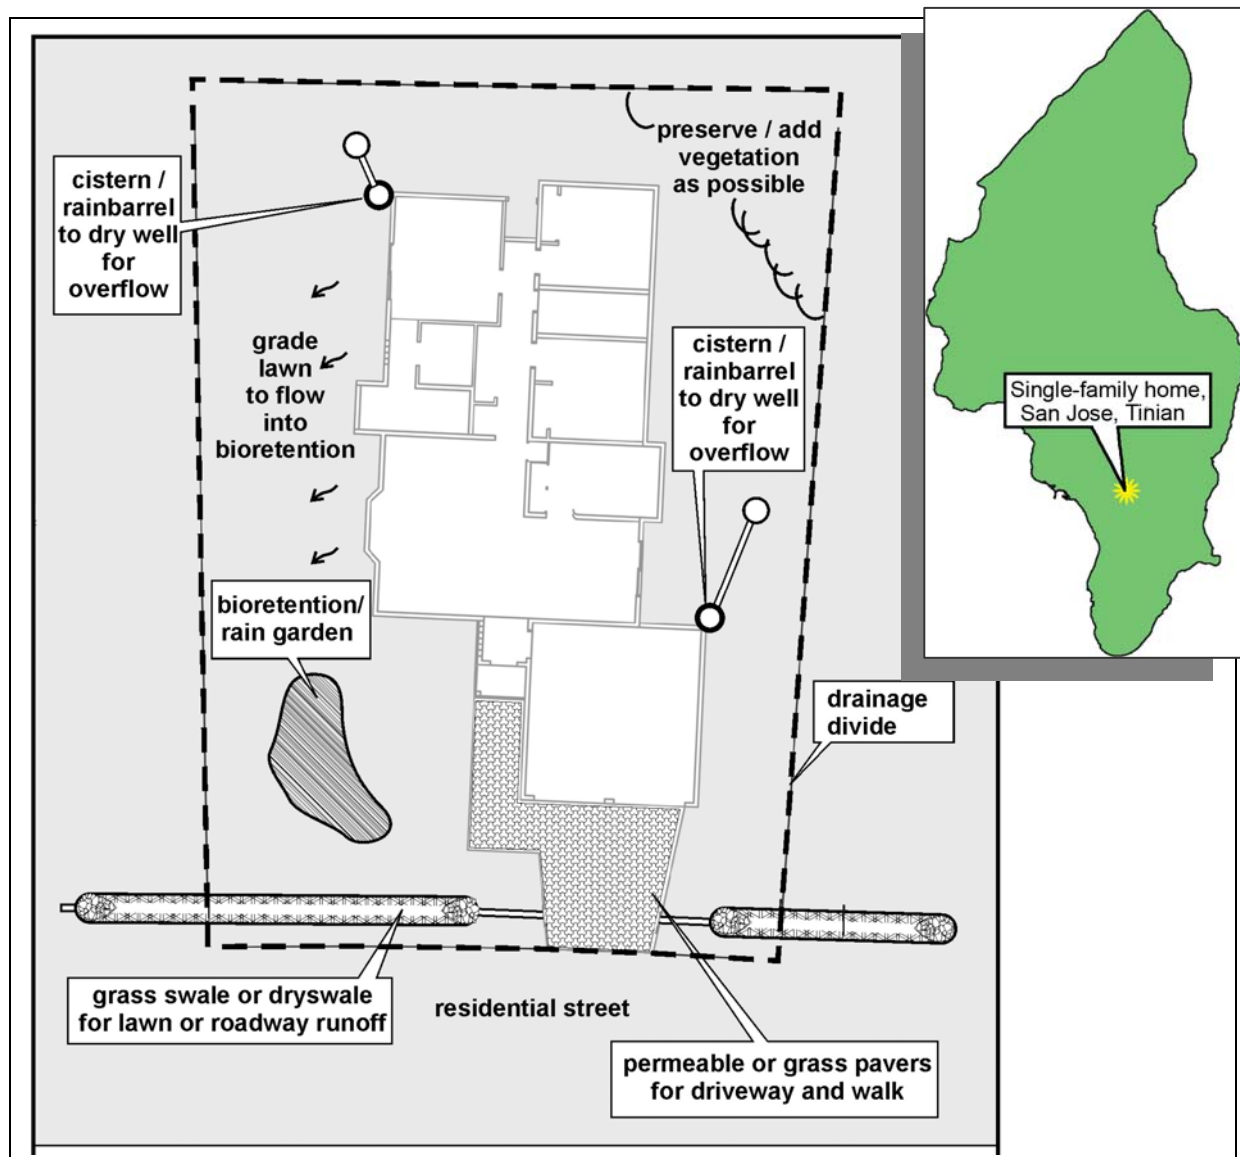 preserve / add
vegetation
as possible
cistern /
rainbarrel
to dry well
for
overflow
grade
lawn
to flow
into
bioretention
cistern /
rainbarrel
to dry well
for
overflow
Single-family home,
San Jose, Tinian
bioretention/
rain garden
drainage
divide
grass swale or dryswale
for lawn or roadway runoff
residential street
permeable or grass pavers
for driveway and walk